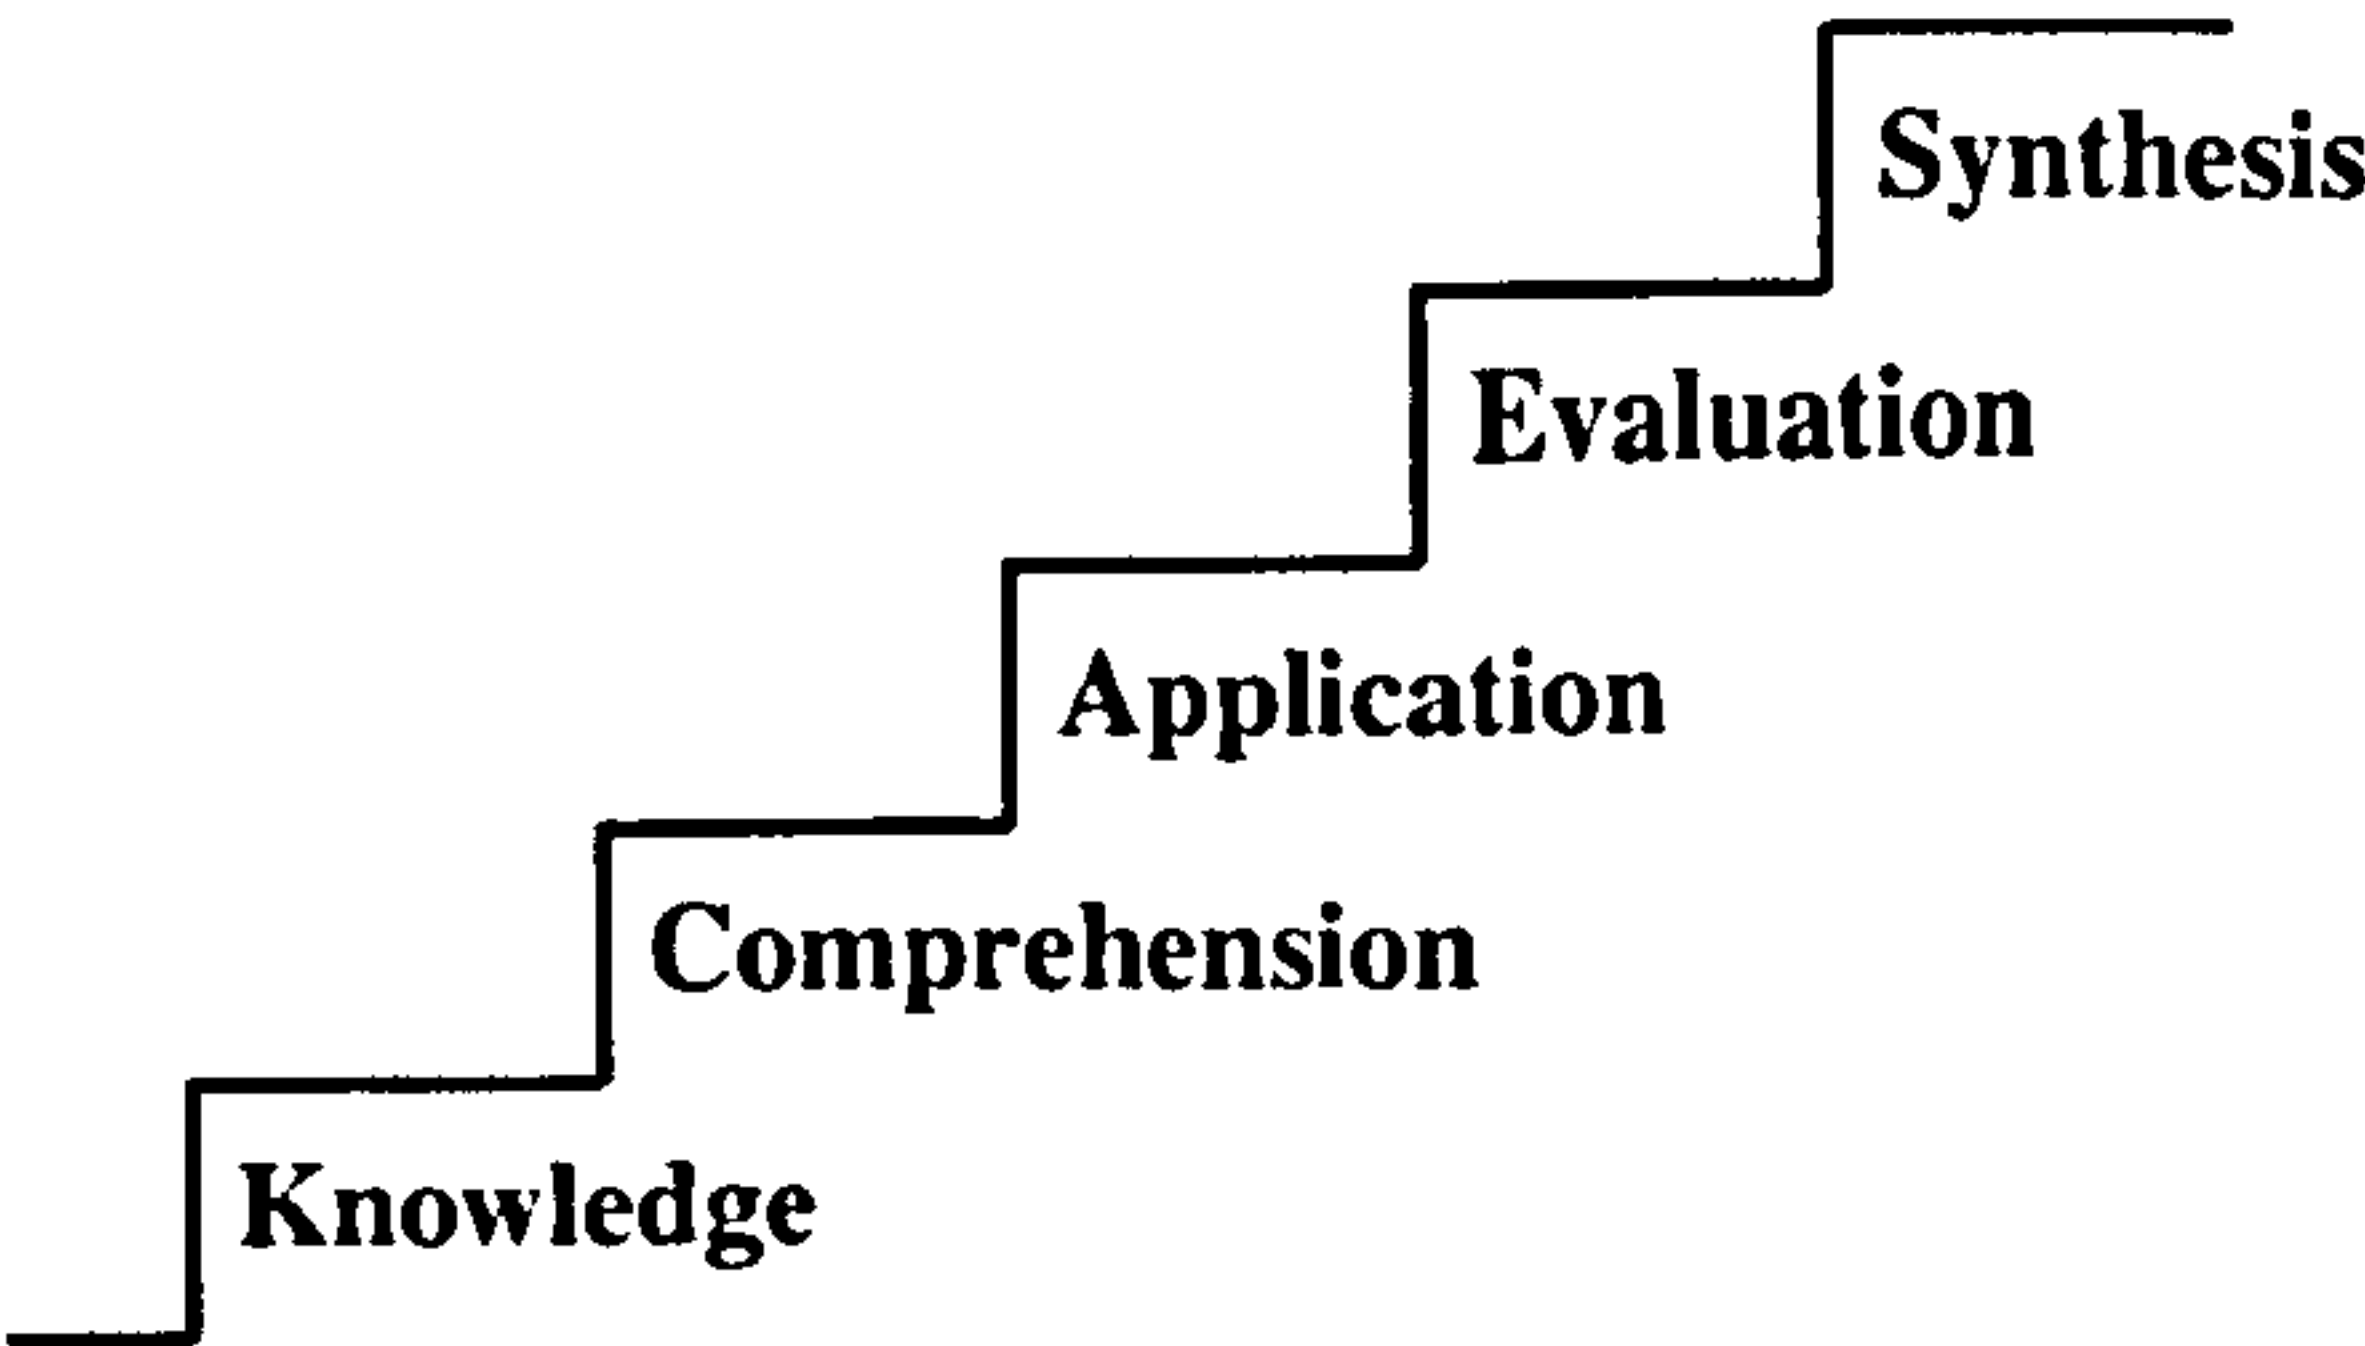 Synthesis
Evaluation
Application
Comprehension
Knowledge